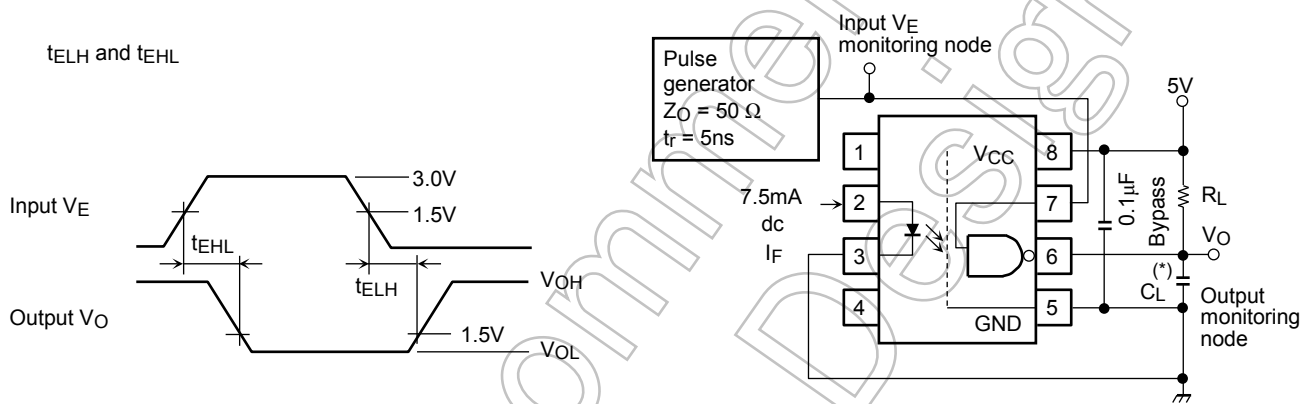 tELH and tEHL
Input VE
3.0V
1.5V
tEHL
tELH
VOH
Output VO
1.5V
VOL
Pulse
generator
ZO = 50 Ω
tr = 5ns
Input VE
monitoring node
5V
1
VCC
8
7.5mA
dc
IF
2
7
3
6
4
GND
5
0.1μF
Bypass
RL
VO
(*)
CL
Output
monitoring
node